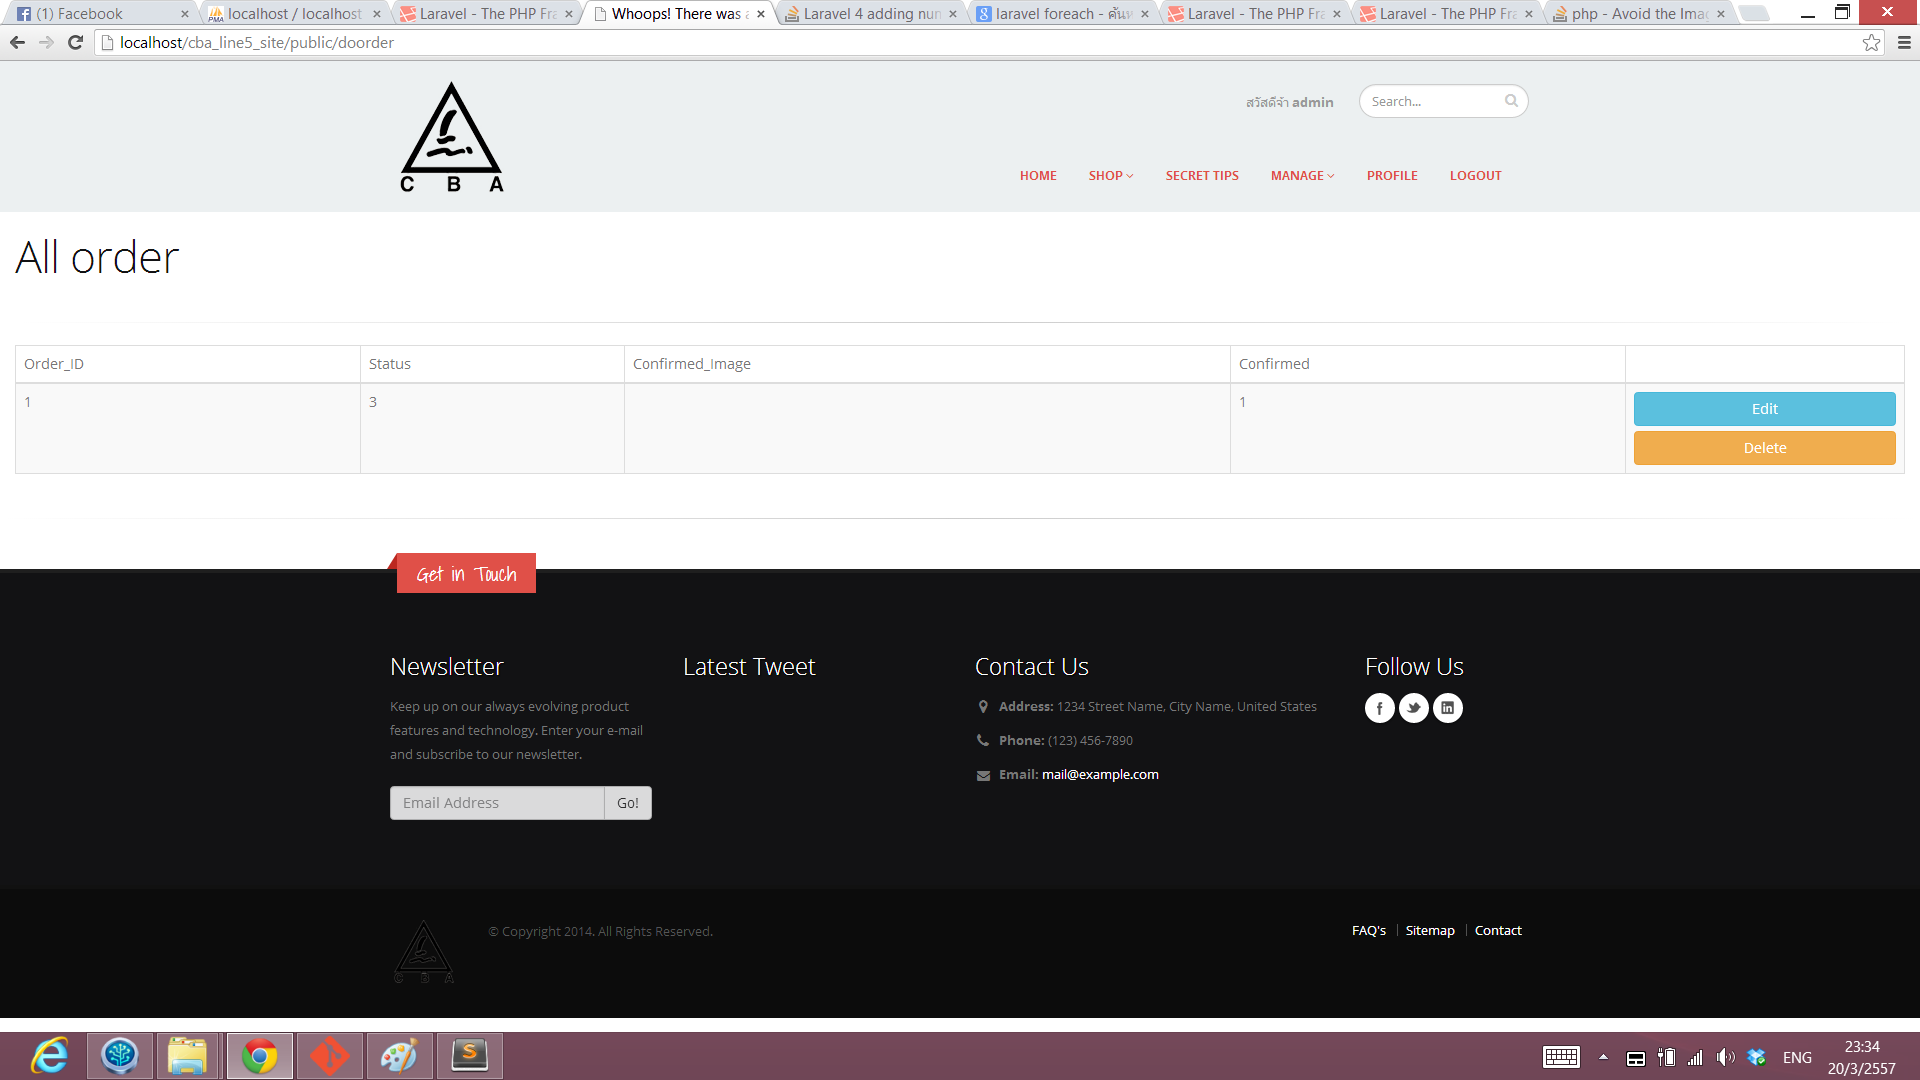 (1) Facebook
localhost / localhost
Laravel - The PHP Fra
Whoops! There was a
Laravel 4 adding num
laravel foreach - ค้นห
Laravel - The PHP Fra
Laravel - The PHP Fra
php - Avoid the Imag
localhost/cba_line5_site/public/doorder
สวัสดีจ้า admin
Search...
C B A
HOME SHOP SECRET TIPS MANAGE PROFILE LOGOUT
All order
Order_ID Status Confirmed_Image Confirmed
1 3 1
Edit
Delete
Get in Touch
Newsletter
Keep up on our always evolving product
features and technology. Enter your e-mail
and subscribe to our newsletter.
Email Address Go!
Latest Tweet
Contact Us
Address: 1234 Street Name, City Name, United States
Phone: (123) 456-7890
Email: mail@example.com
Follow Us
C B A
© Copyright 2014. All Rights Reserved.
FAQ's Sitemap Contact
ENG
23:34
20/3/2557